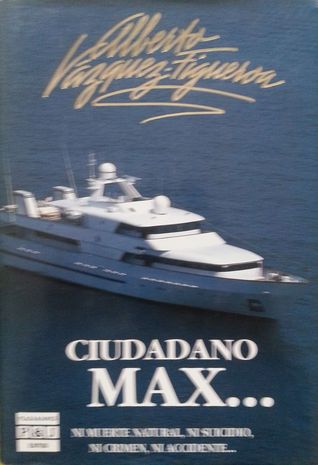 Alberto
Vázquez-Figueroa
CIUDADANO
MAX...
NI MUERTE NATURAL, NI SUICIDIO,
NI CRIMEN, NI ACCIDENTE...